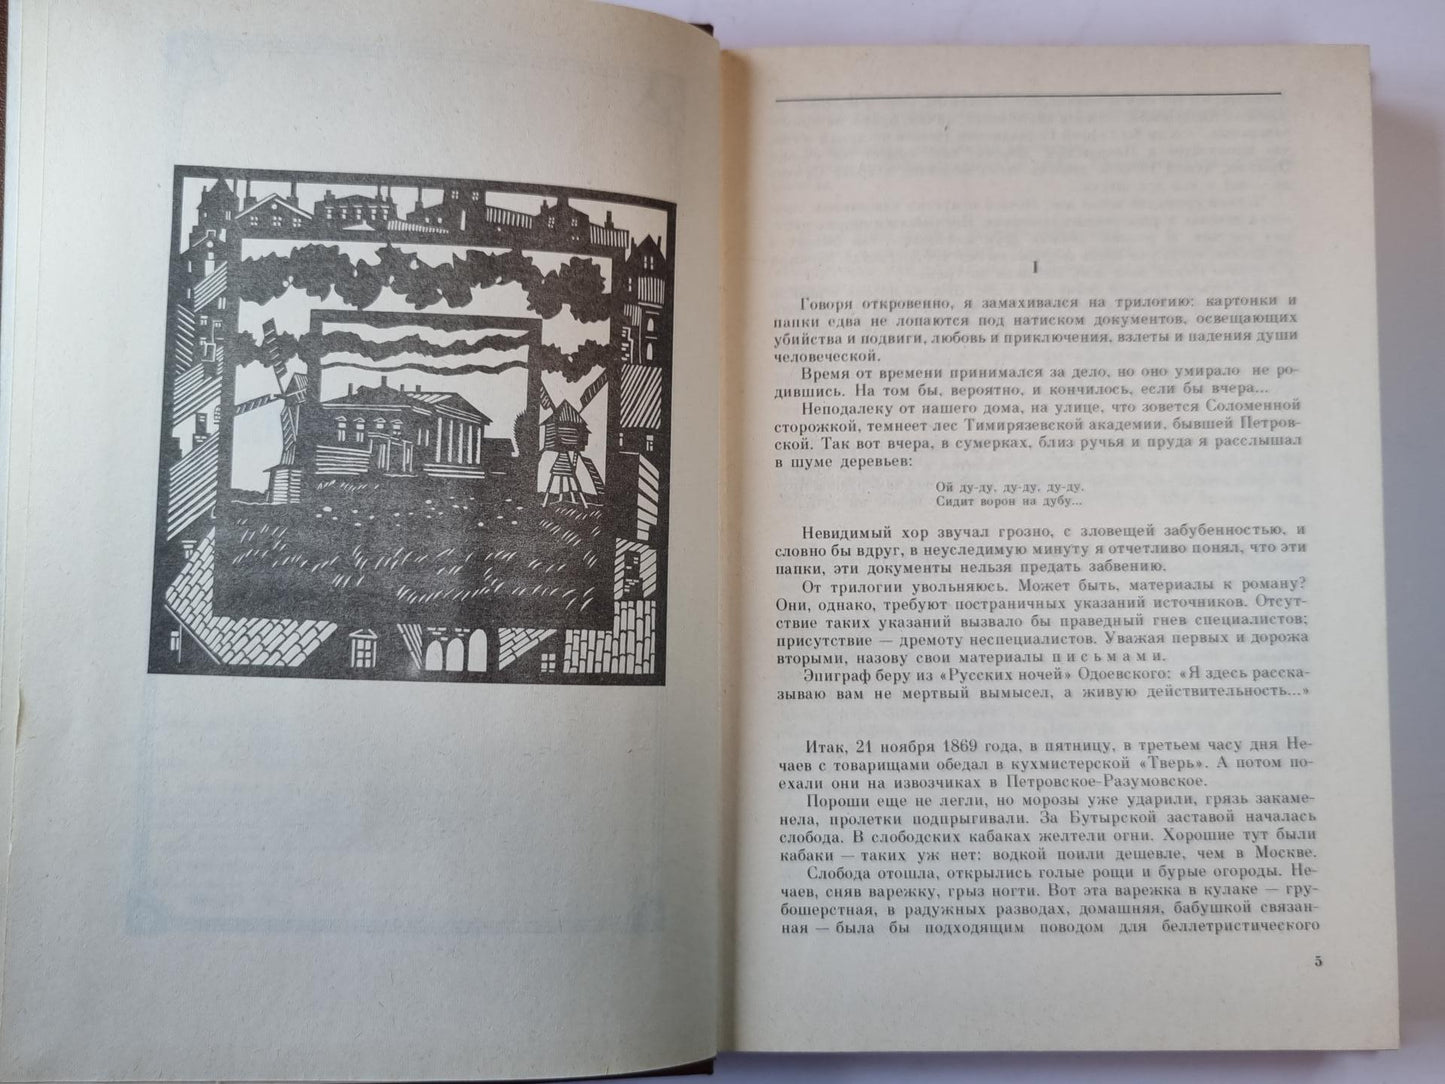 I
Говоря откровенно, я замахивался на трилогию: картонки и
папки едва не лопаются под натиском документов, освещающих
убийства и подвиги, любовь и приключения, взлеты и падения души
человеческой.
Время от времени принимался за дело, но оно умирало не ро-
дившись. На том бы, вероятно, и кончилось, если бы вчера...
Неподалеку от нашего дома, на улице, что зовется Соломенной
сторожкой, темнеет лес Тимирязевской академии, бывшей Петров-
ской. Так вот вчера, в сумерках, близ ручья и пруда я расслышал
в шуме деревьев:
Ой ду-ду, ду-ду, ду-ду.
Сидит ворон на дубу...
Невидимый хор звучал грозно, с зловещей забубенностью, и
словно бы вдруг, в неуследимую минуту я отчетливо понял, что эти
папки, эти документы нельзя предать забвению.
От трилогии увольняюсь. Может быть, материалы к роману?
Они, однако, требуют постраничных указаний источников. Отсут-
ствие таких указаний вызвало бы праведный гнев специалистов;
присутствие — дремоту неспециалистов. Уважая первых и дорожа
вторыми, назову свои материалы письмами.
Эпиграф беру из «Русских ночей» Одоевского: «Я здесь расска-
зываю вам не мертвый вымысел, а живую действительность...»
Итак, 21 ноября 1869 года, в пятницу, в третьем часу дня Не-
чаев с товарищами обедал в кухмистерской «Тверь». А потом по-
ехали они на извозчиках в Петровское-Разумовское.
Пороши еще не легли, но морозы уже ударили, грязь закаме-
нела, пролетки подпрыгивали. За Бутырской заставой началась
слобода. В слободских кабаках желтели огни. Хорошие тут были
кабаки — таких уж нет: водкой поили дешевле, чем в Москве.
Слобода отошла, открылись голые рощи и бурые огороды. Не-
чаев, сняв варежку, грыз ногти. Вот эта варежка в кулаке — гру-
бошерстная, в радужных разводах, домашняя, бабушкой связан-
ная — была бы подходящим поводом для беллетристического
5